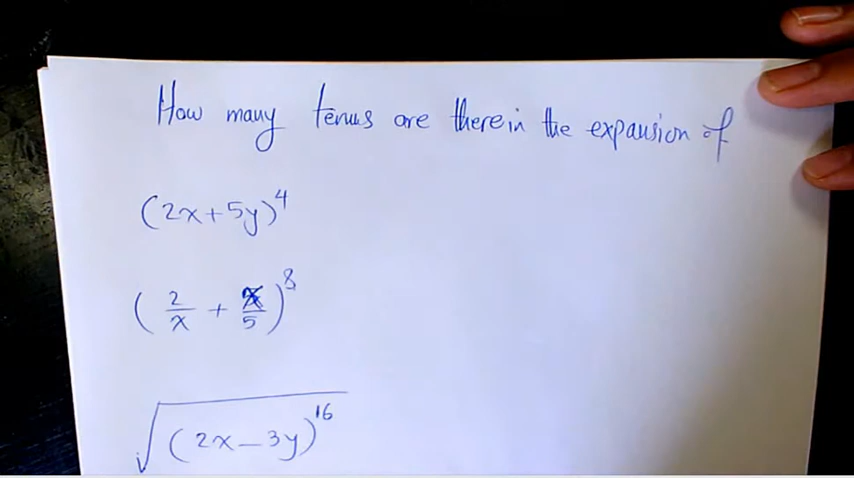 How many terms are there in the expansion of
(2x+5y)^4
(2/x + x/5)^8
√(2x-3y)^16